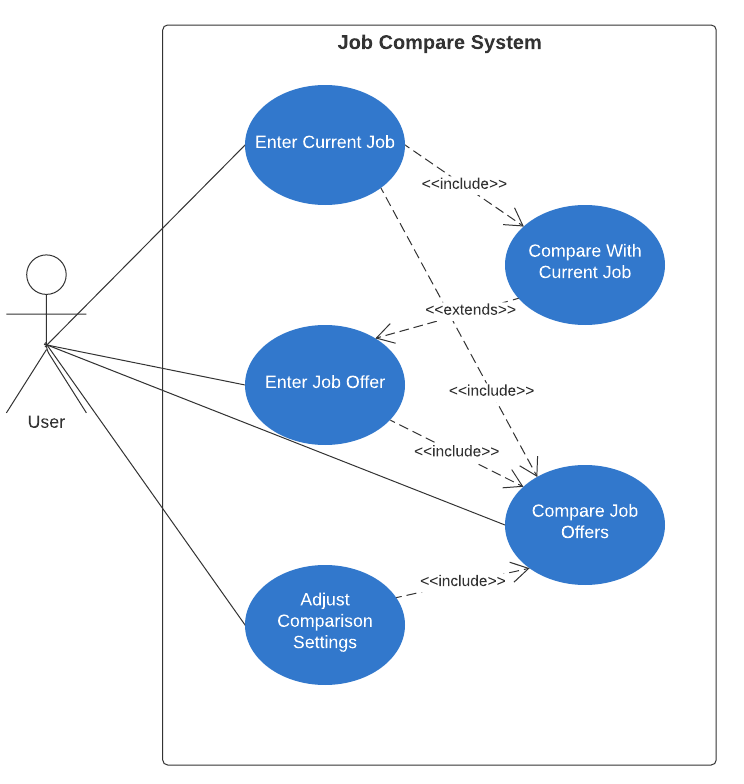 Job Compare System
Enter Current Job
<<include>>
Compare With
Current Job
<<extends>>
Enter Job Offer
<<include>>
User
<<include>>
Compare Job
Offers
<<include>>
Adjust
Comparison
Settings